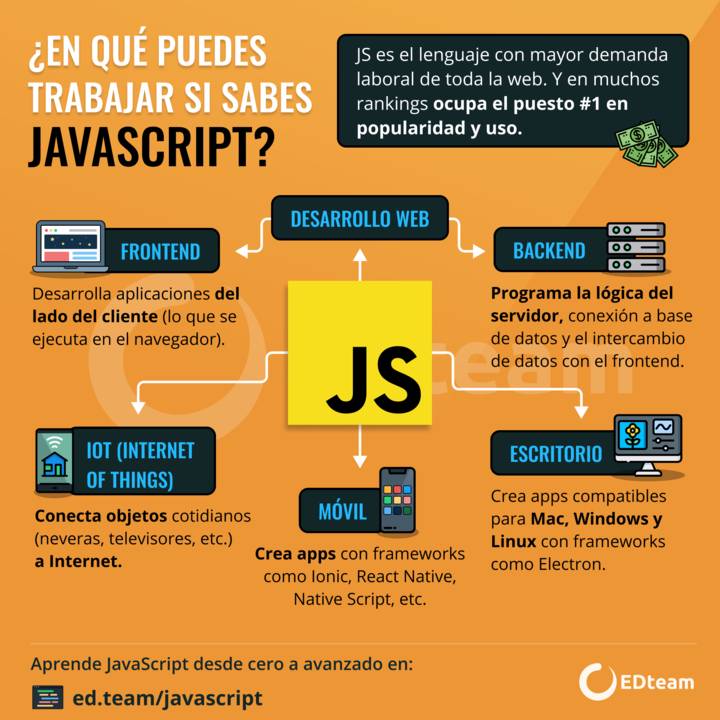 ¿EN QUÉ PUEDES
TRABAJAR SI SABES
JAVASCRIPT?
JS es el lenguaje con mayor demanda
laboral de toda la web. Y en muchos
rankings ocupa el puesto #1 en
popularidad y uso.
DESARROLLO WEB
FRONTEND
Desarrolla aplicaciones del
lado del cliente (lo que se
ejecuta en el navegador).
BACKEND
Programa la lógica del
servidor, conexión a base
de datos y el intercambio
de datos con el frontend.
JS
team
IOT (INTERNET
OF THINGS)
Conecta objetos cotidianos
(neveras, televisores, etc.)
a Internet.
MÓVIL
Crea apps con frameworks
como Ionic, React Native,
Native Script, etc.
ESCRITORIO
Crea apps compatibles
para Mac, Windows y
Linux con frameworks
como Electron.
Aprende JavaScript desde cero a avanzado en:
ed.team/javascript
EDteam